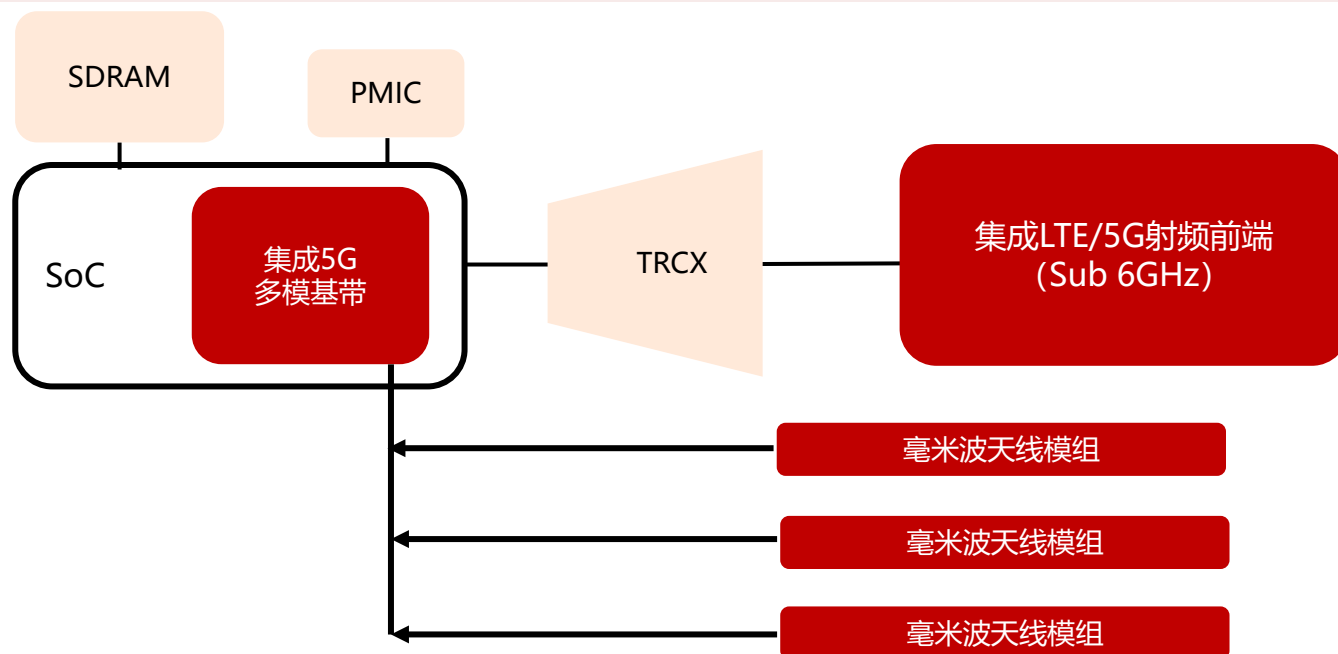 SDRAM
PMIC
SoC
集成5G
多模基带
TRCX
集成LTE/5G射频前端
（Sub 6GHz）
毫米波天线模组
毫米波天线模组
毫米波天线模组